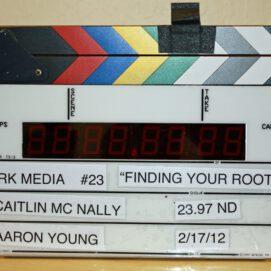 SCENE TAKE
PS CA
RK MEDIA #23 "FINDING YOUR ROOT
CAITLIN MC NALLY 23.97 ND
AARON YOUNG 2/17/12